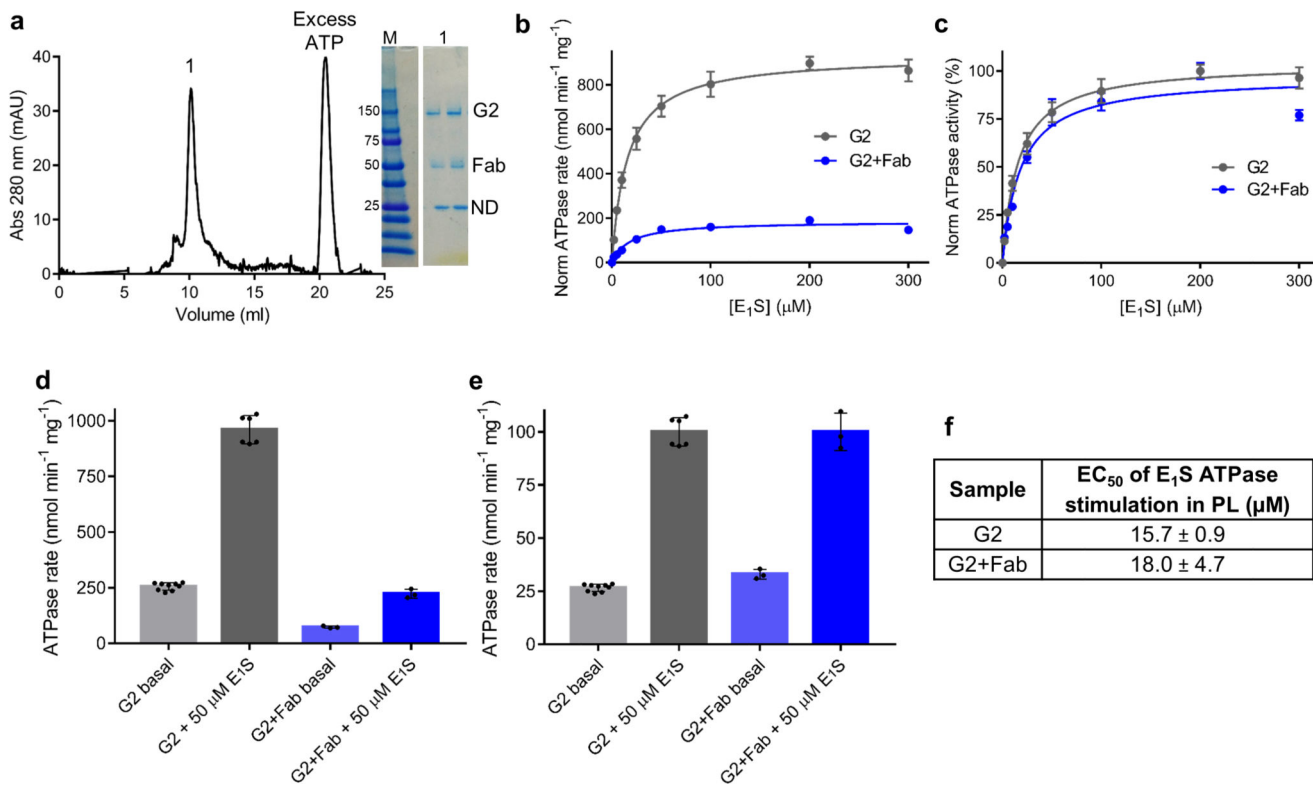 a
Abs 280 nm (mAU)
40
30
20
10
0
0
5
10
15
20
25
Volume (ml)
1
Excess
ATP
M
1
150
75
50
25
G2
Fab
ND
b
Norm ATPase rate (nmol min⁻¹ mg⁻¹)
800
600
400
200
0
0
100
200
300
[E₁S] (μM)
G2
G2+Fab
c
Norm ATPase activity (%)
100
75
50
25
0
0
100
200
300
[E₁S] (μM)
G2
G2+Fab
d
ATPase rate (nmol min⁻¹ mg⁻¹)
1000
750
500
250
0
G2 basal
G2 + 50 μM E₁S
G2+Fab basal
G2+Fab + 50 μM E₁S
e
ATPase rate (nmol min⁻¹ mg⁻¹)
100
75
50
25
0
G2 basal
G2 + 50 μM E₁S
G2+Fab basal
G2+Fab + 50 μM E₁S
f
Sample
EC₅₀ of E₁S ATPase
stimulation in PL (μM)
G2
15.7 ± 0.9
G2+Fab
18.0 ± 4.7